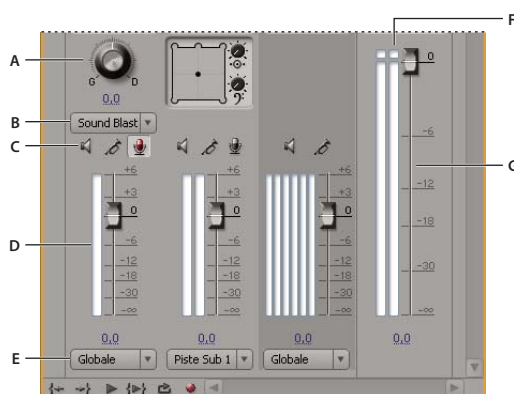 F
A
G D
0
0,0
B
Sound Blast
C
-6
+6 +6 +6
G
+3 +3 +3
-12
0 0 0
-18
D
-6 -6 -6
-12 -12 -12
-18 -18 -18
-30
-30 -30 -30
-∞ -∞ -∞ -∞
0,0 0,0 0,0 0,0
E
Globale Piste Sub 1 Globale